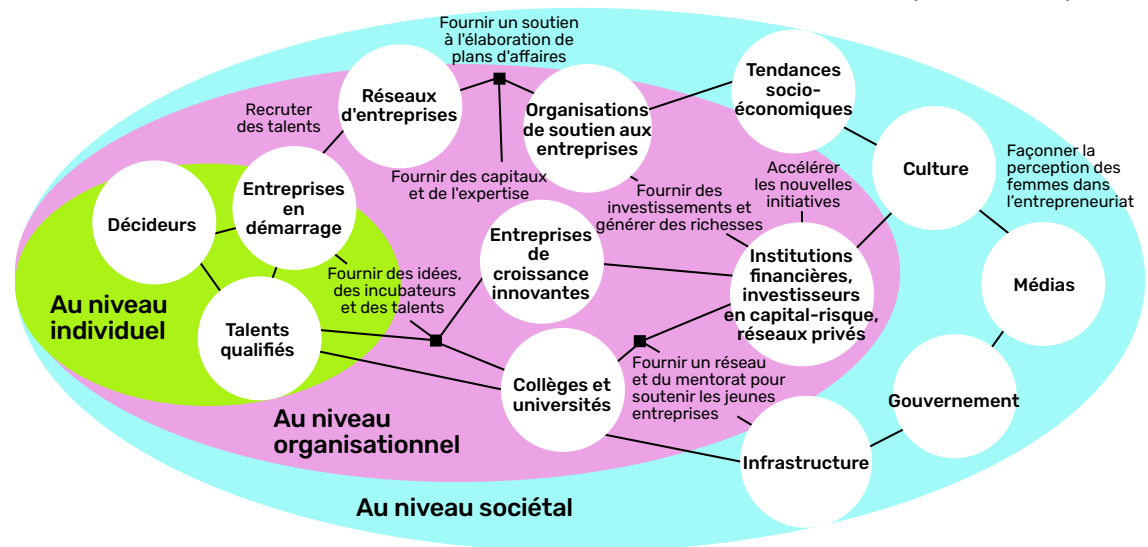 Fournir un soutien
à l'élaboration de
plans d'affaires
Réseaux
d'entreprises
Recruter
des talents
Organisations
de soutien aux
entreprises
Tendances
socio-
économiques
Culture
Façonner la
perception des
femmes dans
l'entrepreneuriat
Médias
Gouvernement
Infrastructure
Accélérer
les nouvelles
initiatives
Fournir des capitaux
et de l'expertise
Fournir des
investissements et
générer des richesses
Décideurs
Entreprises
en
démarrage
Talents
qualifiés
Au niveau
individuel
Fournir des idées,
des incubateurs
et des talents
Entreprises
de
croissance
innovantes
Institutions
financières,
investisseurs
en capital-risque,
réseaux privés
Collèges et
universités
Fournir un réseau
et du mentorat pour
soutenir les jeunes
entreprises
Au niveau
organisationnel
Au niveau sociétal